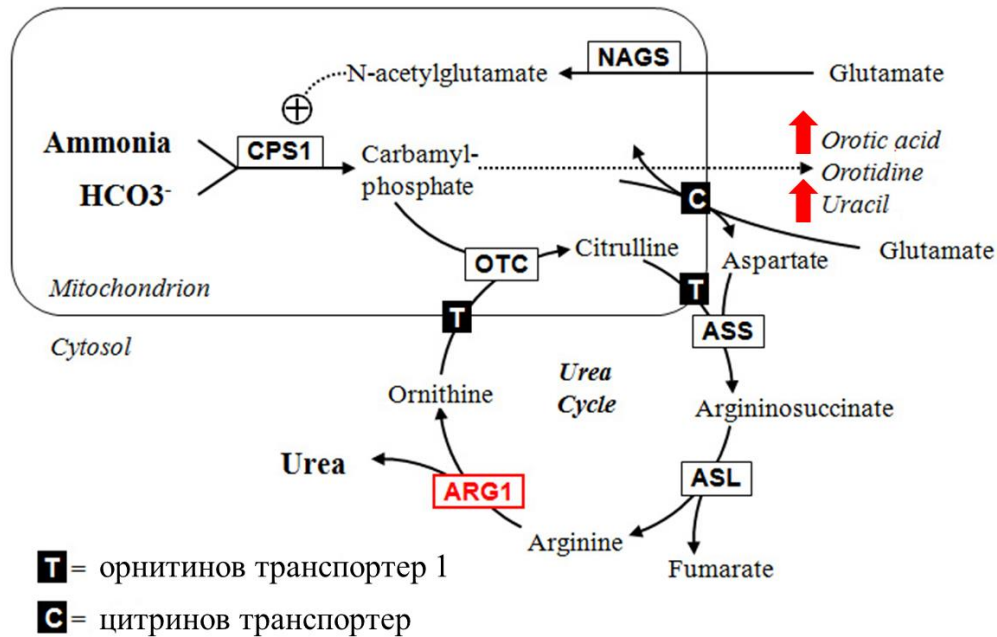 NAGS
N-acetylglutamate
Glutamate
Ammonia
HCO3-
CPS1
Carbamyl-
phosphate
Orotic acid
Orotidine
Uracil
C
Glutamate
Citrulline
Aspartate
OTC
Mitochondrion
T
T
ASS
Cytosol
Ornithine
Urea
Cycle
Argininosuccinate
Urea
ARG1
ASL
Arginine
Fumarate
T = орнитинов транспортер 1
C = цитринов транспортер